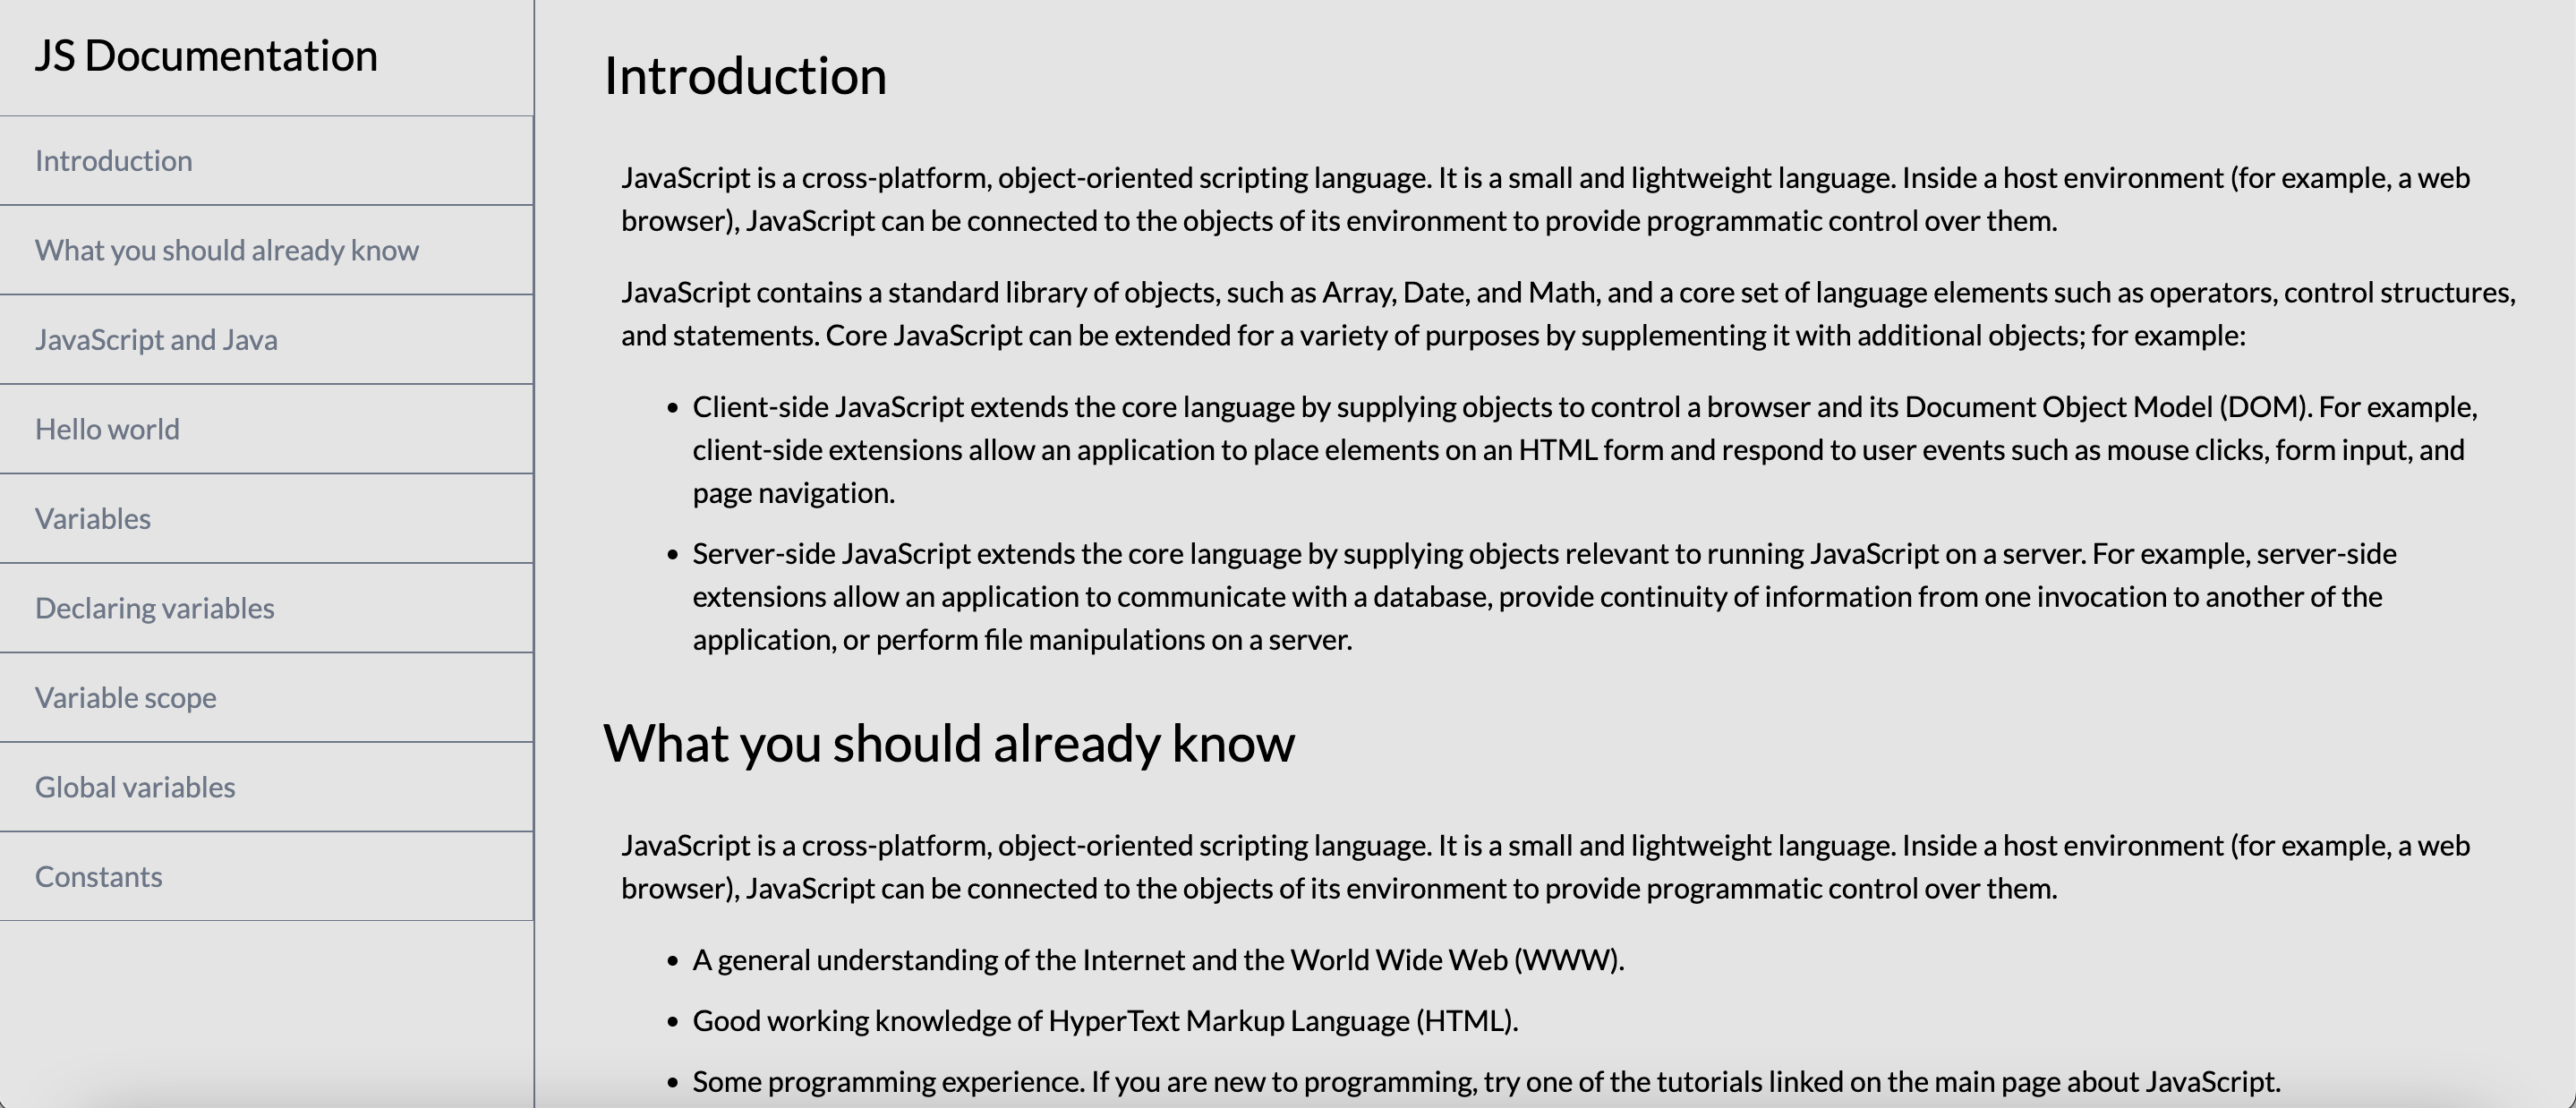 JS Documentation
Introduction
What you should already know
JavaScript and Java
Hello world
Variables
Declaring variables
Variable scope
Global variables
Constants
Introduction
JavaScript is a cross-platform, object-oriented scripting language. It is a small and lightweight language. Inside a host environment (for example, a web
browser), JavaScript can be connected to the objects of its environment to provide programmatic control over them.
JavaScript contains a standard library of objects, such as Array, Date, and Math, and a core set of language elements such as operators, control structures,
and statements. Core JavaScript can be extended for a variety of purposes by supplementing it with additional objects; for example:
• Client-side JavaScript extends the core language by supplying objects to control a browser and its Document Object Model (DOM). For example,
client-side extensions allow an application to place elements on an HTML form and respond to user events such as mouse clicks, form input, and
page navigation.
• Server-side JavaScript extends the core language by supplying objects relevant to running JavaScript on a server. For example, server-side
extensions allow an application to communicate with a database, provide continuity of information from one invocation to another of the
application, or perform file manipulations on a server.
What you should already know
JavaScript is a cross-platform, object-oriented scripting language. It is a small and lightweight language. Inside a host environment (for example, a web
browser), JavaScript can be connected to the objects of its environment to provide programmatic control over them.
• A general understanding of the Internet and the World Wide Web (WWW).
• Good working knowledge of HyperText Markup Language (HTML).
• Some programming experience. If you are new to programming, try one of the tutorials linked on the main page about JavaScript.